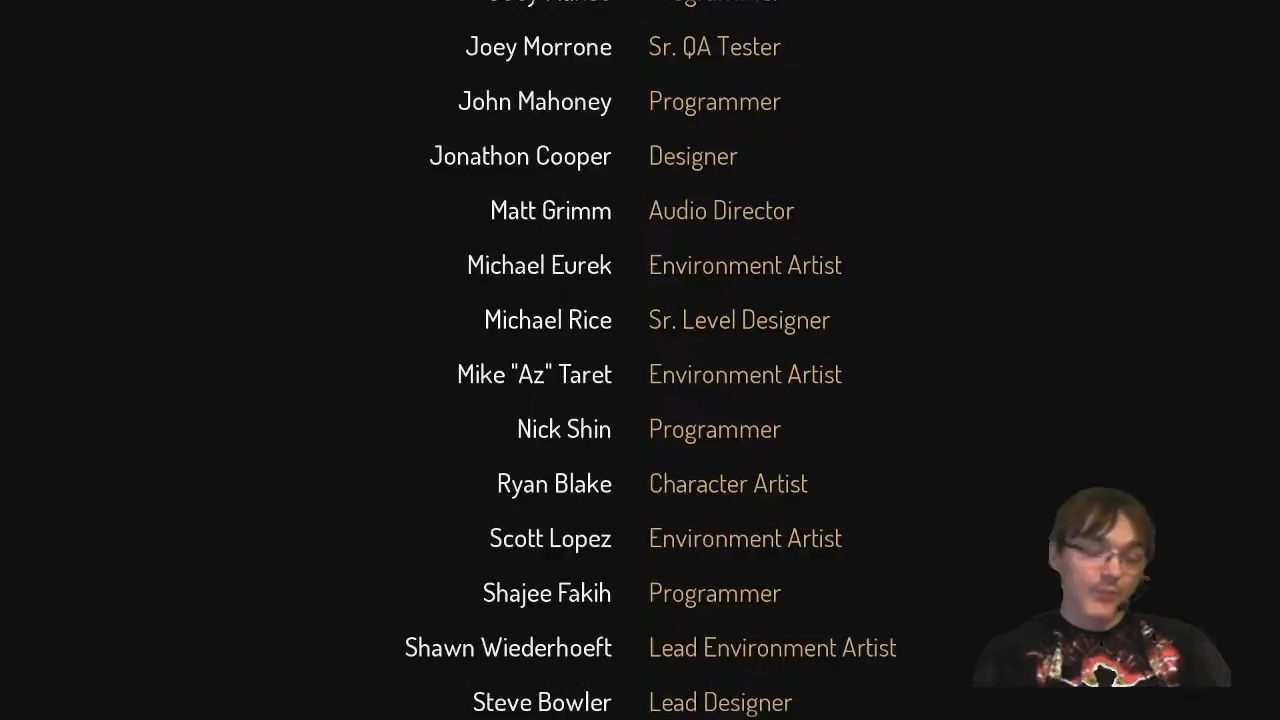 Joey Morrone Sr. QA Tester
John Mahoney Programmer
Jonathon Cooper Designer
Matt Grimm Audio Director
Michael Eurek Environment Artist
Michael Rice Sr. Level Designer
Mike "Az" Taret Environment Artist
Nick Shin Programmer
Ryan Blake Character Artist
Scott Lopez Environment Artist
Shajee Fakih Programmer
Shawn Wiederhoeft Lead Environment Artist
Steve Bowler Lead Designer